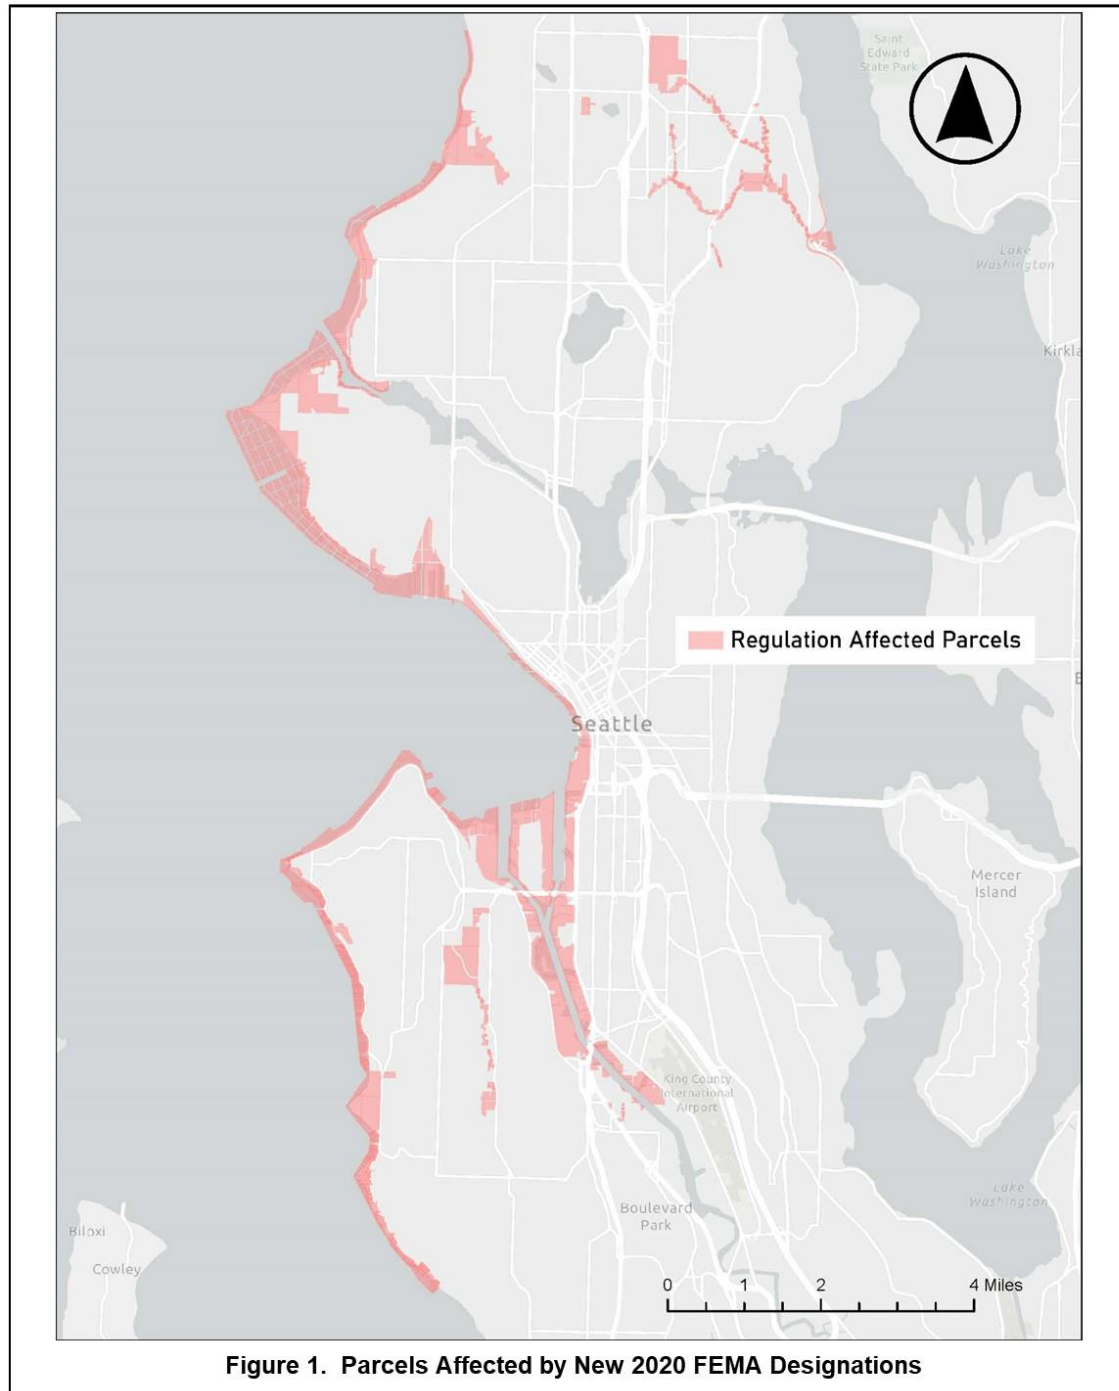 Saint
Edward
State Park
Lake
Washington
Kirkla
Regulation Affected Parcels
Seattle
Mercer
Island
King County
International
Airport
Boulevard
Park
Lake
Washington
Biloxi
Cowley
0 1 2 4 Miles
Figure 1. Parcels Affected by New 2020 FEMA Designations